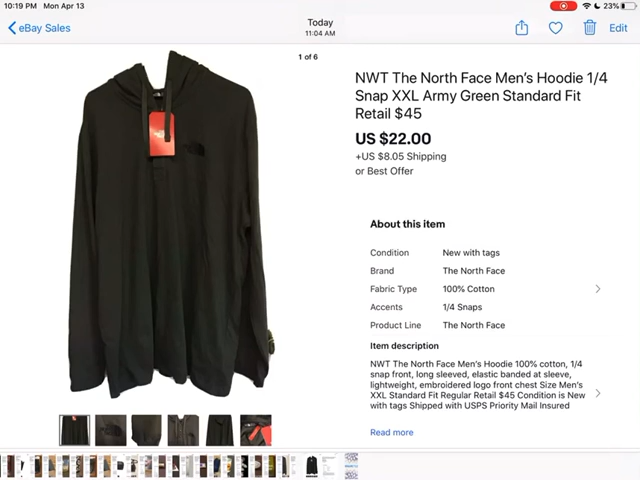 10:19 PM Mon Apr 13
23%
eBay Sales
Today
11:04 AM
Edit
1 of 6
NWT The North Face Men's Hoodie 1/4
Snap XXL Army Green Standard Fit
Retail $45
US $22.00
+US $8.05 Shipping
or Best Offer
About this item
Condition New with tags
Brand The North Face
Fabric Type 100% Cotton
Accents 1/4 Snaps
Product Line The North Face
Item description
NWT The North Face Men's Hoodie 100% cotton, 1/4
snap front, long sleeved, elastic banded at sleeve,
lightweight, embroidered logo front chest Size Men's
XXL Standard Fit Regular Retail $45 Condition is New
with tags Shipped with USPS Priority Mail Insured
Read more